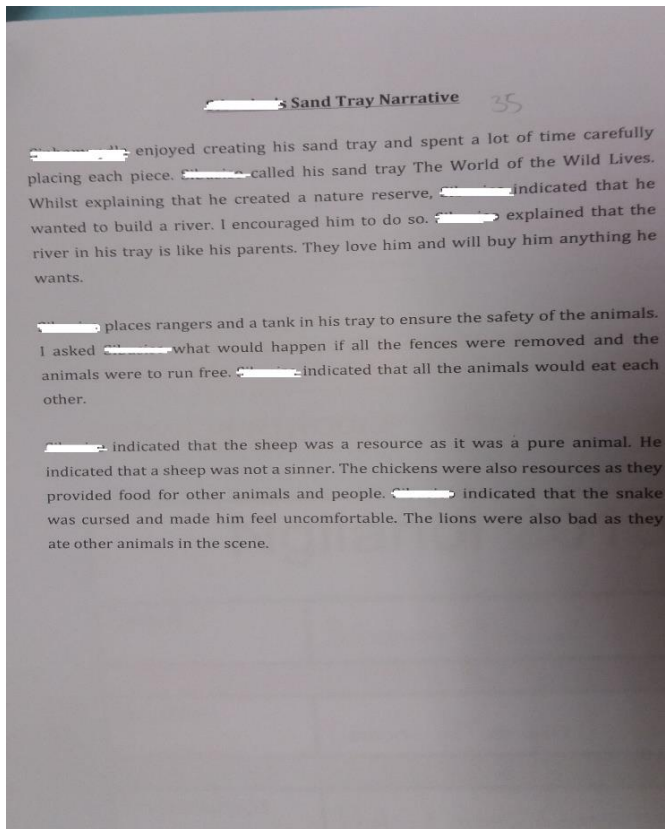 s Sand Tray Narrative 35
enjoyed creating his sand tray and spent a lot of time carefully
placing each piece. called his sand tray The World of the Wild Lives.
Whilst explaining that he created a nature reserve, indicated that he
wanted to build a river. I encouraged him to do so. explained that the
river in his tray is like his parents. They love him and will buy him anything he
wants.
places rangers and a tank in his tray to ensure the safety of the animals.
I asked what would happen if all the fences were removed and the
animals were to run free. indicated that all the animals would eat each
other.
indicated that the sheep was a resource as it was a pure animal. He
indicated that a sheep was not a sinner. The chickens were also resources as they
provided food for other animals and people. indicated that the snake
was cursed and made him feel uncomfortable. The lions were also bad as they
ate other animals in the scene.